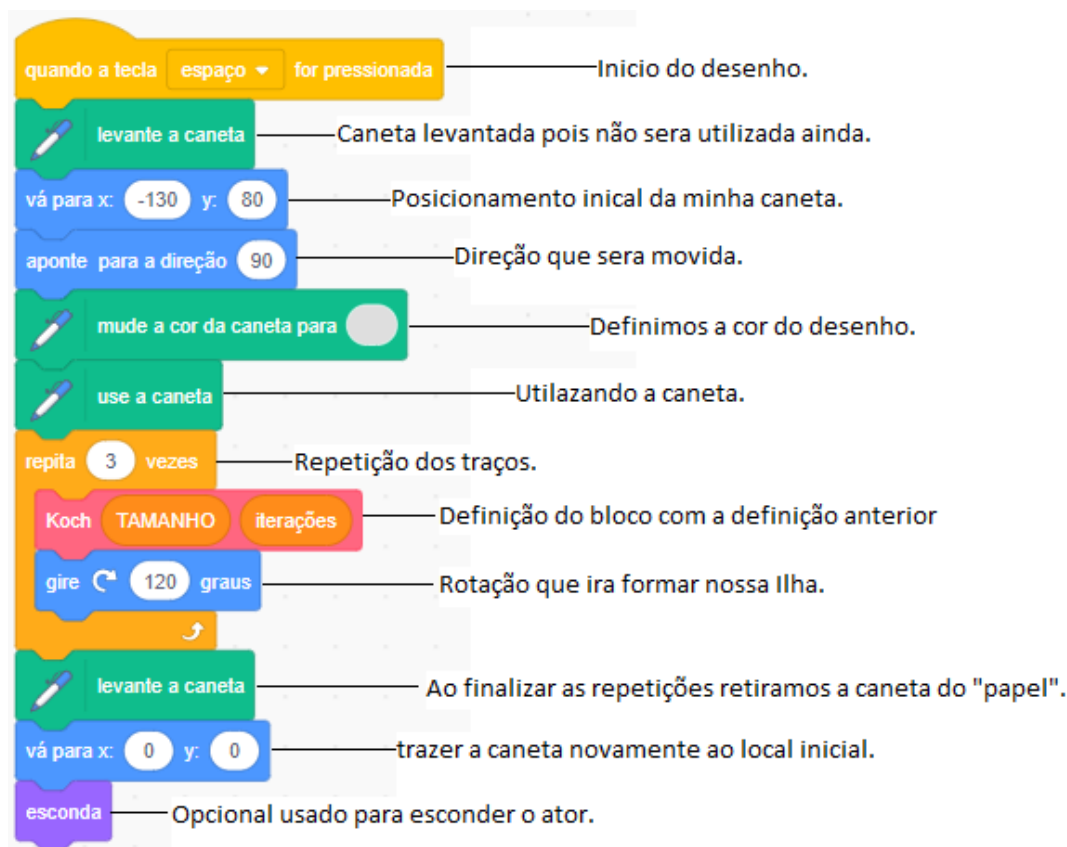 quando a tecla espaço for pressionada Inicio do desenho.
levante a caneta Caneta levantada pois não sera utilizada ainda.
vá para x: -130 y: 80 Posicionamento inical da minha caneta.
aponte para a direção 90 Direção que sera movida.
mude a cor da caneta para Definimos a cor do desenho.
use a caneta Utilazando a caneta.
repita 3 vezes Repetição dos traços.
Koch TAMANHO iterações Definição do bloco com a definição anterior
gire 120 graus Rotação que ira formar nossa Ilha.
levante a caneta Ao finalizar as repetições retiramos a caneta do "papel".
vá para x: 0 y: 0 trazer a caneta novamente ao local inicial.
esconda Opcional usado para esconder o ator.